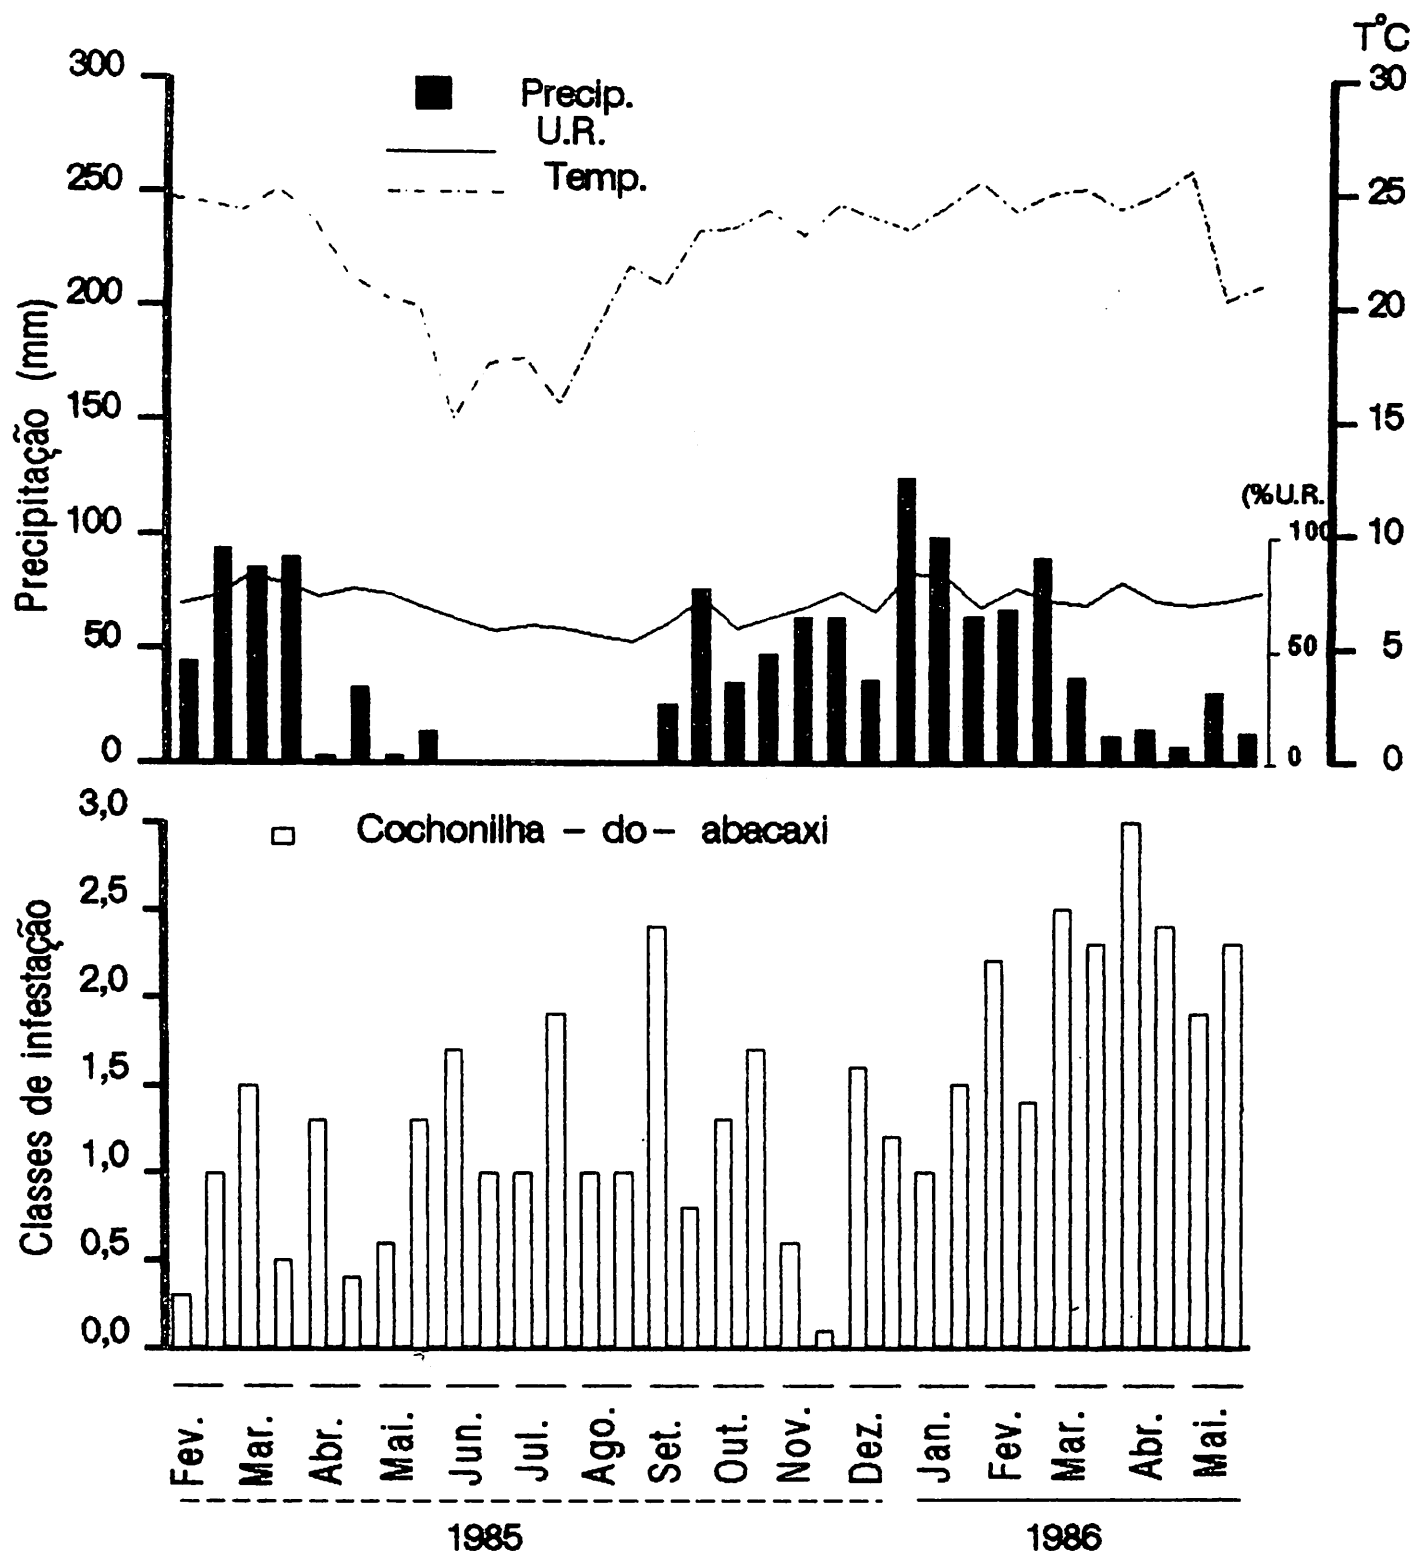 T°C
300
250
200
150
100
50
0
Precipitação (mm)
Precip.
U.R.
Temp.
30
25
20
15
10
5
0
(%U.R.
100
50
0
3,0
2,5
2,0
1,5
1,0
0,5
0,0
Classes de infestação
Cochonilha - do - abacaxi
Fev. Mar. Abr. Mai. Jun. Jul. Ago. Set. Out. Nov. Dez. Jan. Fev. Mar. Abr. Mai.
1985 1986